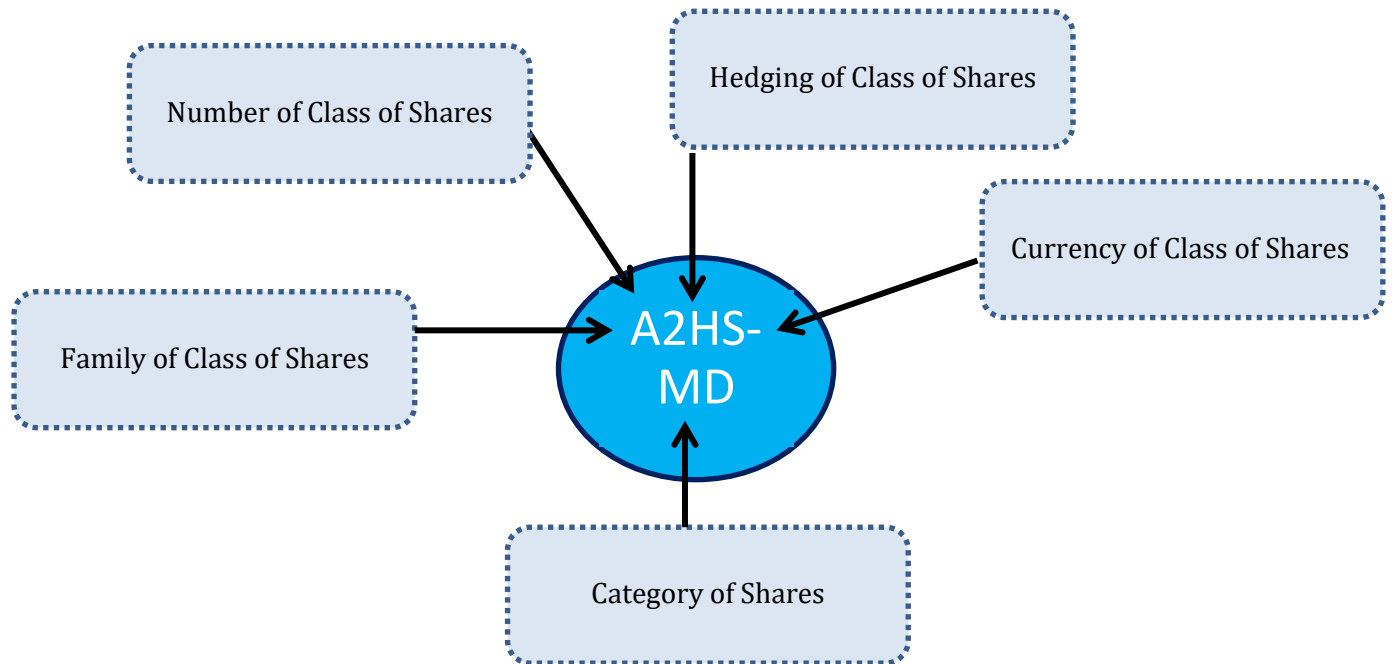 Hedging of Class of Shares
Number of Class of Shares
Currency of Class of Shares
A2HS-
MD
Family of Class of Shares
Category of Shares